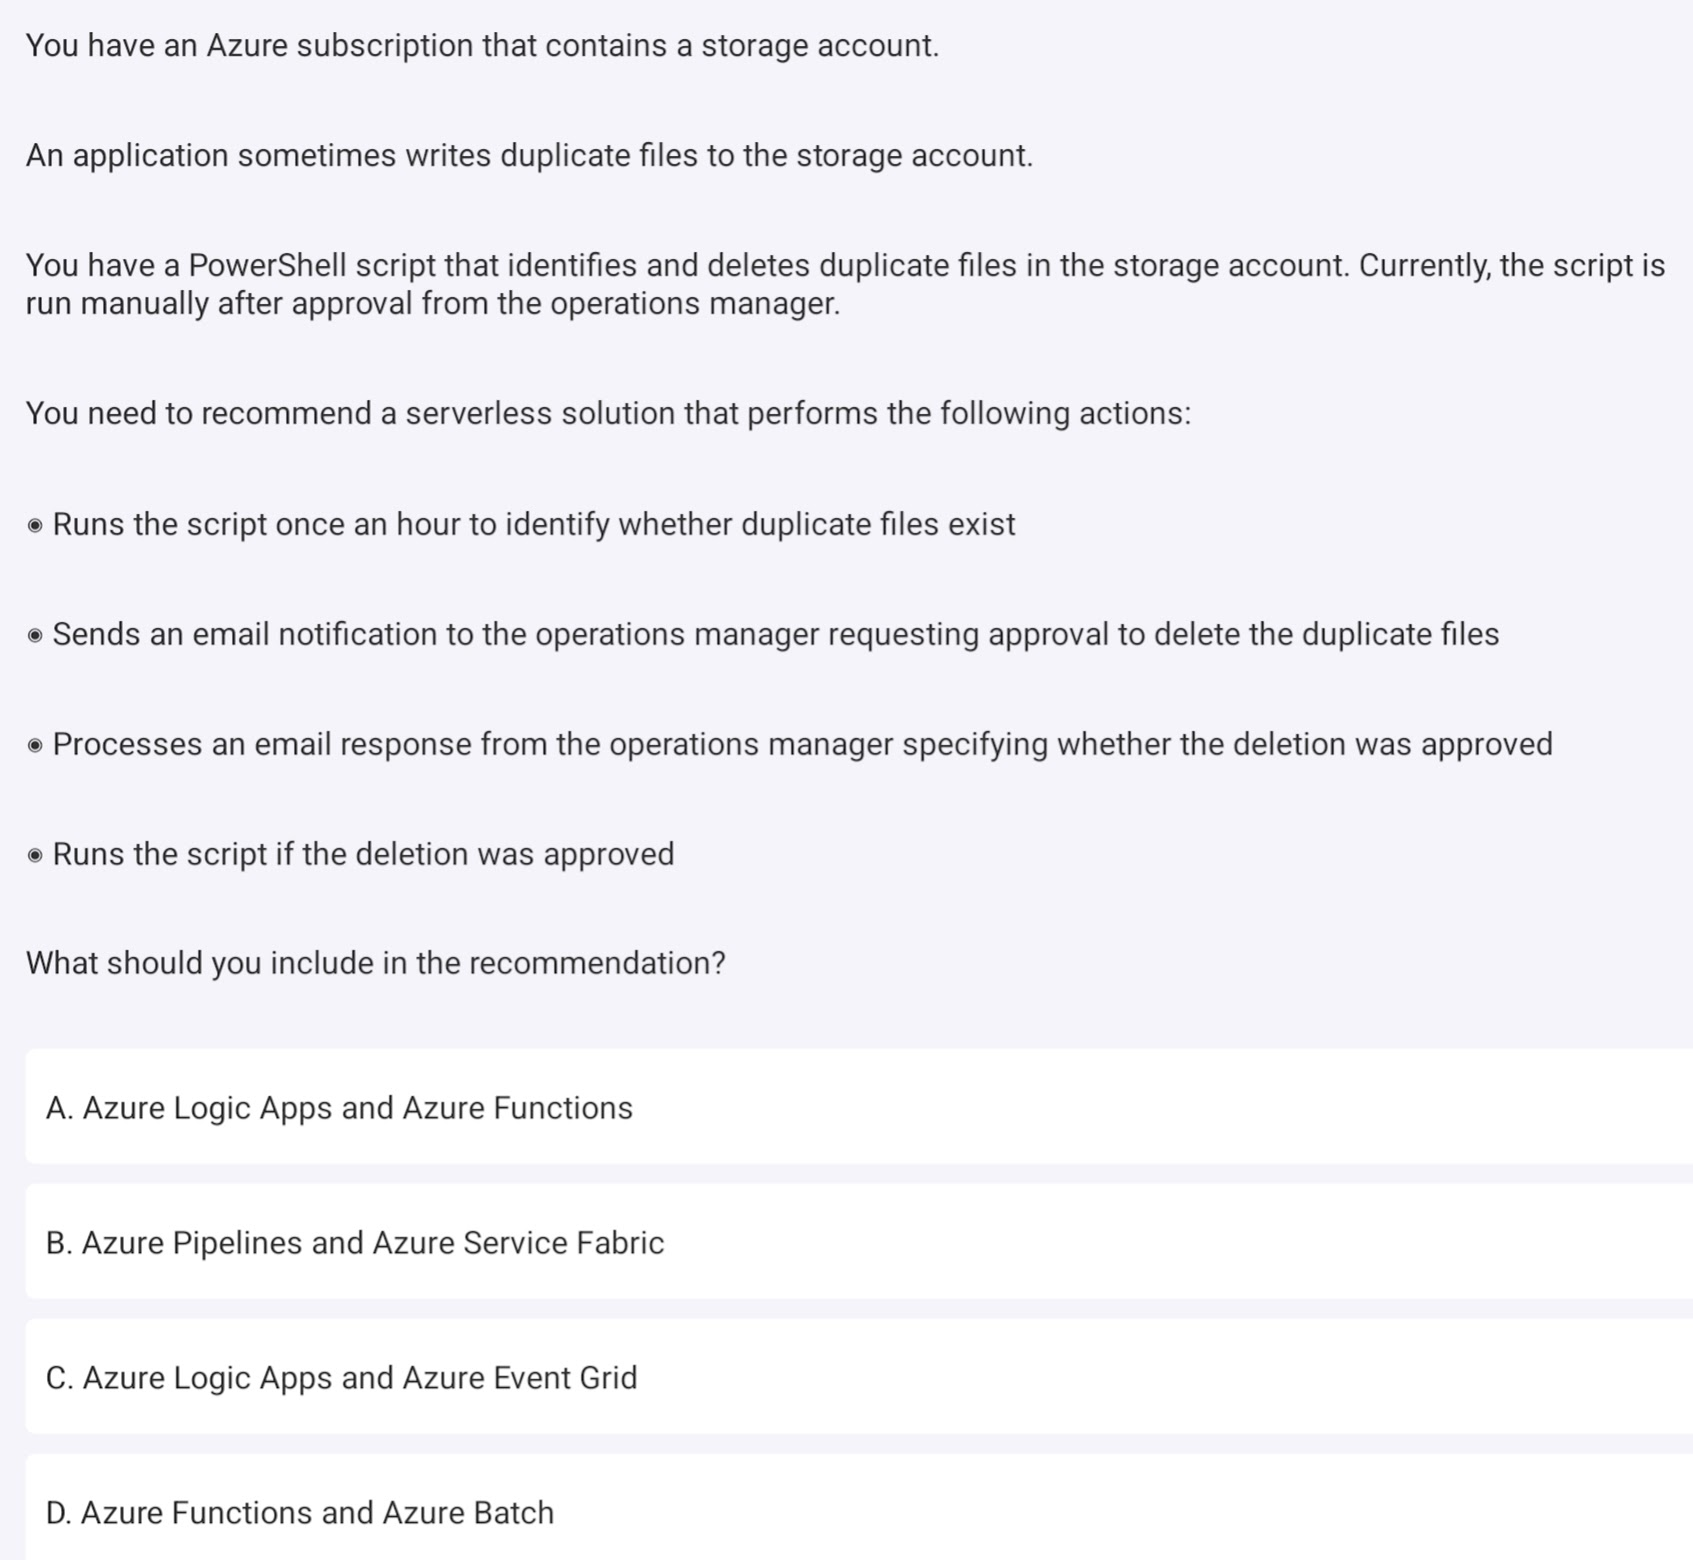 You have an Azure subscription that contains a storage account.
An application sometimes writes duplicate files to the storage account.
You have a PowerShell script that identifies and deletes duplicate files in the storage account. Currently, the script is
run manually after approval from the operations manager.
You need to recommend a serverless solution that performs the following actions:
◉ Runs the script once an hour to identify whether duplicate files exist
◉ Sends an email notification to the operations manager requesting approval to delete the duplicate files
◉ Processes an email response from the operations manager specifying whether the deletion was approved
◉ Runs the script if the deletion was approved
What should you include in the recommendation?
A. Azure Logic Apps and Azure Functions
B. Azure Pipelines and Azure Service Fabric
C. Azure Logic Apps and Azure Event Grid
D. Azure Functions and Azure Batch